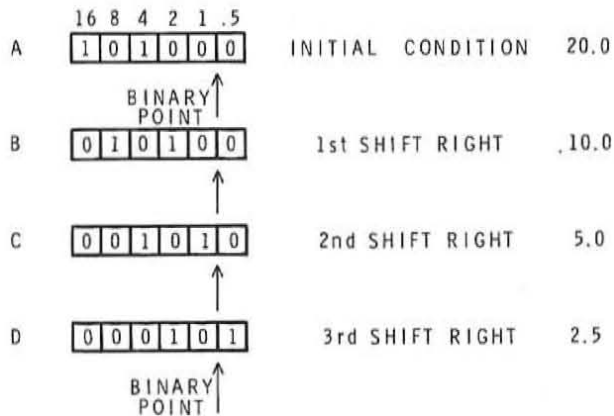 16 8 4 2 1 .5
A 1 0 1 0 0 0 INITIAL CONDITION 20.0
BINARY
POINT
B 0 1 0 1 0 0 1st SHIFT RIGHT .10.0
C 0 0 1 0 1 0 2nd SHIFT RIGHT 5.0
D 0 0 0 1 0 1 3rd SHIFT RIGHT 2.5
BINARY
POINT